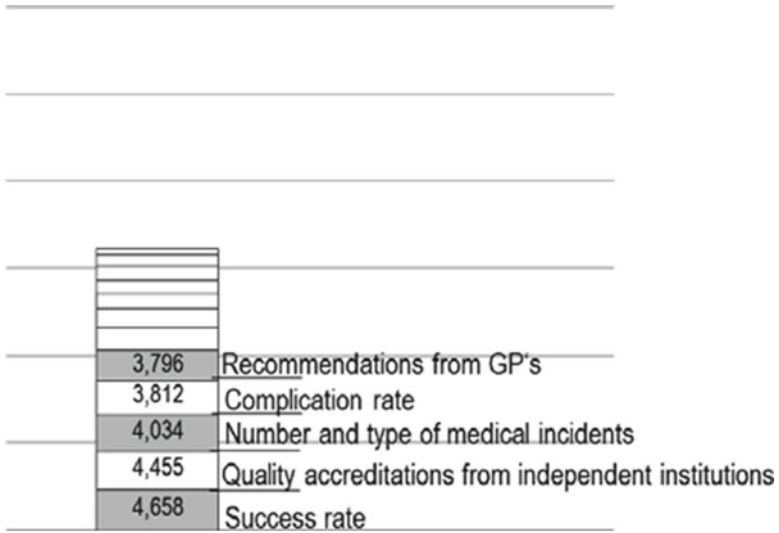 3,796 Recommendations from GP's
3,812 Complication rate
4,034 Number and type of medical incidents
4,455 Quality accreditations from independent institutions
4,658 Success rate